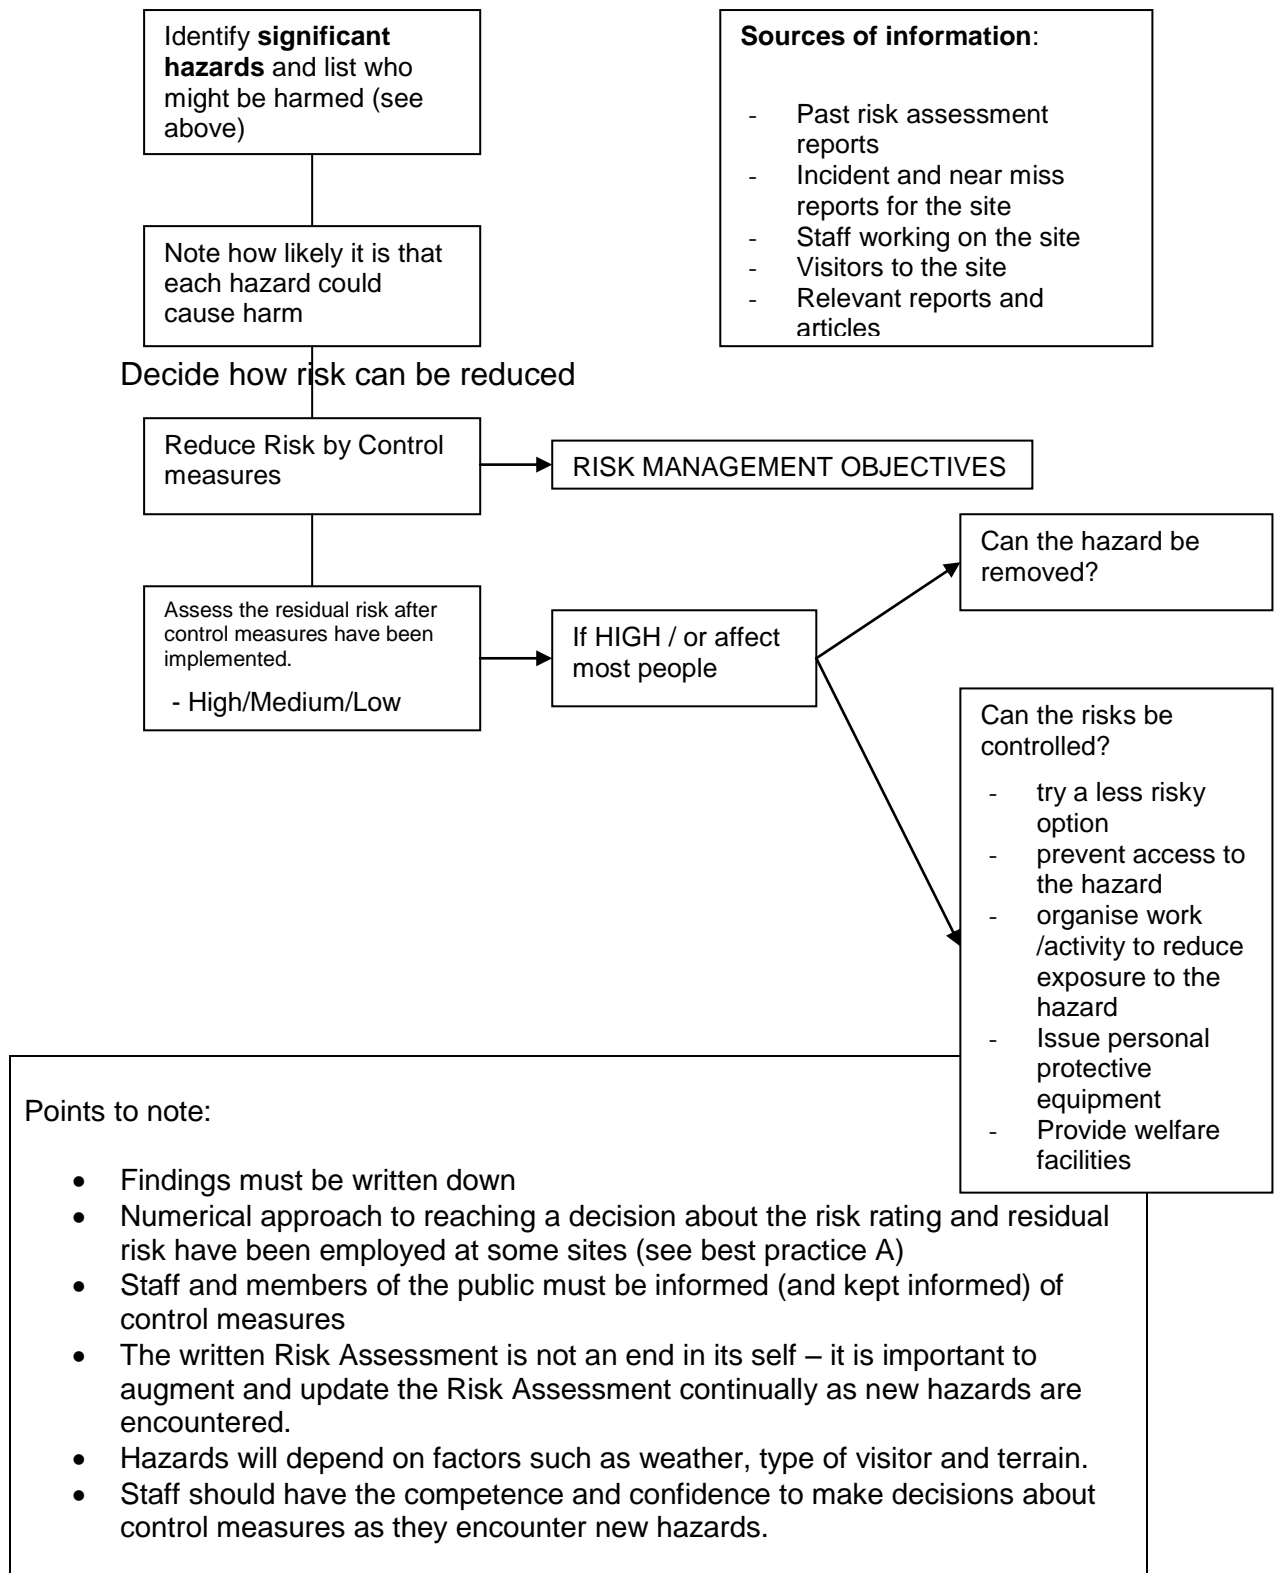 Identify significant
hazards and list who
might be harmed (see
above)
Sources of information:
- Past risk assessment
reports
- Incident and near miss
reports for the site
- Staff working on the site
- Visitors to the site
- Relevant reports and
articles
Note how likely it is that
each hazard could
cause harm
Decide how risk can be reduced
Reduce Risk by Control
measures
RISK MANAGEMENT OBJECTIVES
Assess the residual risk after
control measures have been
implemented.
- High/Medium/Low
If HIGH / or affect
most people
Can the hazard be
removed?
Can the risks be
controlled?
- try a less risky
option
- prevent access to
the hazard
- organise work
/activity to reduce
exposure to the
hazard
- Issue personal
protective
equipment
- Provide welfare
facilities
Points to note:
• Findings must be written down
• Numerical approach to reaching a decision about the risk rating and residual
risk have been employed at some sites (see best practice A)
• Staff and members of the public must be informed (and kept informed) of
control measures
• The written Risk Assessment is not an end in its self – it is important to
augment and update the Risk Assessment continually as new hazards are
encountered.
• Hazards will depend on factors such as weather, type of visitor and terrain.
• Staff should have the competence and confidence to make decisions about
control measures as they encounter new hazards.